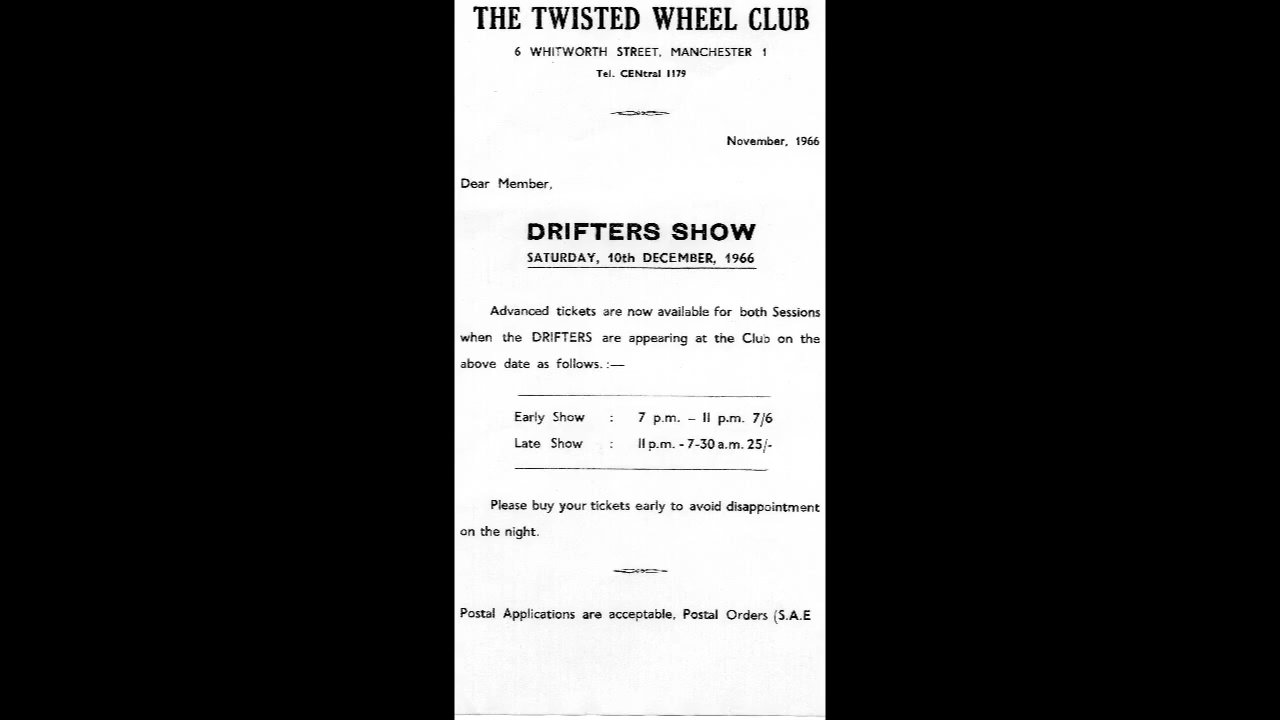 THE TWISTED WHEEL CLUB
6 WHITWORTH STREET, MANCHESTER 1
Tel. CENtral 1179
November, 1966
Dear Member,
DRIFTERS SHOW
SATURDAY, 10th DECEMBER, 1966
Advanced tickets are now available for both Sessions
when the DRIFTERS are appearing at the Club on the
above date as follows. :—
Early Show : 7 p.m. – 11 p.m. 7/6
Late Show : 11 p.m. - 7-30 a.m. 25/-
Please buy your tickets early to avoid disappointment
on the night.
Postal Applications are acceptable, Postal Orders (S.A.E